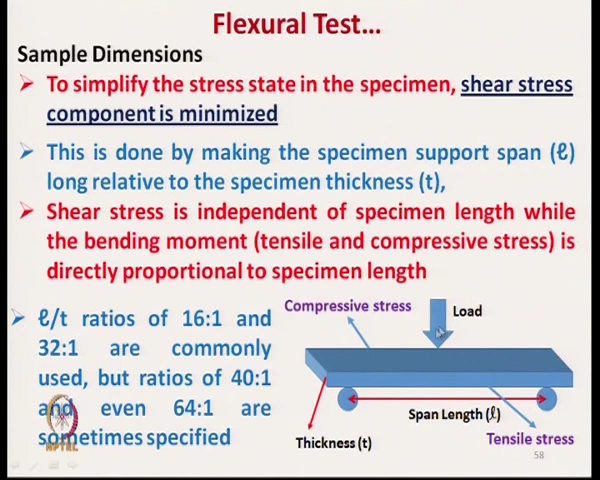 Flexural Test...
Sample Dimensions
To simplify the stress state in the specimen, shear stress
component is minimized
This is done by making the specimen support span (ℓ)
long relative to the specimen thickness (t),
Shear stress is independent of specimen length while
the bending moment (tensile and compressive stress) is
directly proportional to specimen length
ℓ/t ratios of 16:1 and
32:1 are commonly
used, but ratios of 40:1
and even 64:1 are
sometimes specified
Compressive stress
Load
Span Length (ℓ)
Thickness (t)
Tensile stress
NPTEL
58